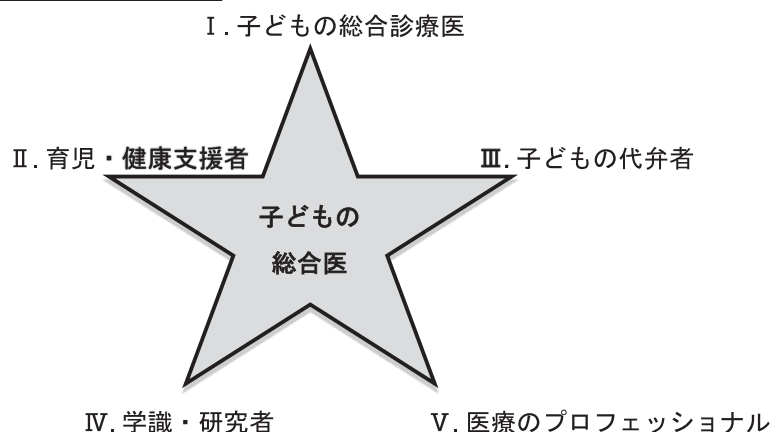 Ⅰ. 子どもの総合診療医
Ⅱ. 育児・健康支援者
Ⅲ. 子どもの代弁者
子どもの
総合医
Ⅳ. 学識・研究者
Ⅴ. 医療のプロフェッショナル